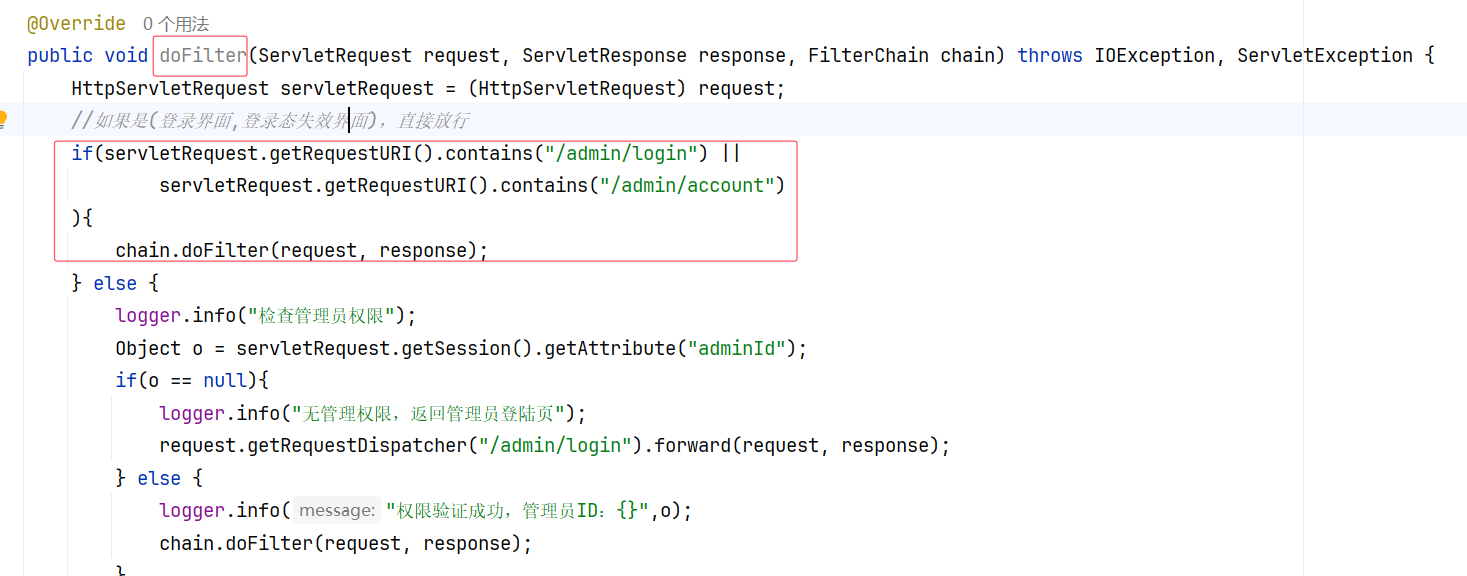 @Override 0 个用法
public void doFilter(ServletRequest request, ServletResponse response, FilterChain chain) throws IOException, ServletException {
HttpServletRequest servletRequest = (HttpServletRequest) request;
//如果是(登录界面,登录态失效界面)，直接放行
if(servletRequest.getRequestURI().contains("/admin/login") ||
servletRequest.getRequestURI().contains("/admin/account")
){
chain.doFilter(request, response);
} else {
logger.info("检查管理员权限");
Object o = servletRequest.getSession().getAttribute("adminId");
if(o == null){
logger.info("无管理权限，返回管理员登陆页");
request.getRequestDispatcher("/admin/login").forward(request, response);
} else {
logger.info( message: "权限验证成功，管理员ID：{}",o);
chain.doFilter(request, response);
}